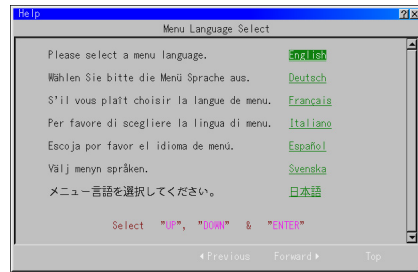 Help
Menu Language Select
Please select a menu language. English
Wählen Sie bitte die Menü Sprache aus. Deutsch
S'il vous plaît choisir la langue de menu. Français
Per favore di scegliere la lingua di menu. Italiano
Escoja por favor el idioma de menú. Español
Välj menyn språken. Svenska
メニュー言語を選択してください。 日本語
Select "UP", "DOWN" & "ENTER"
Previous Forward Top